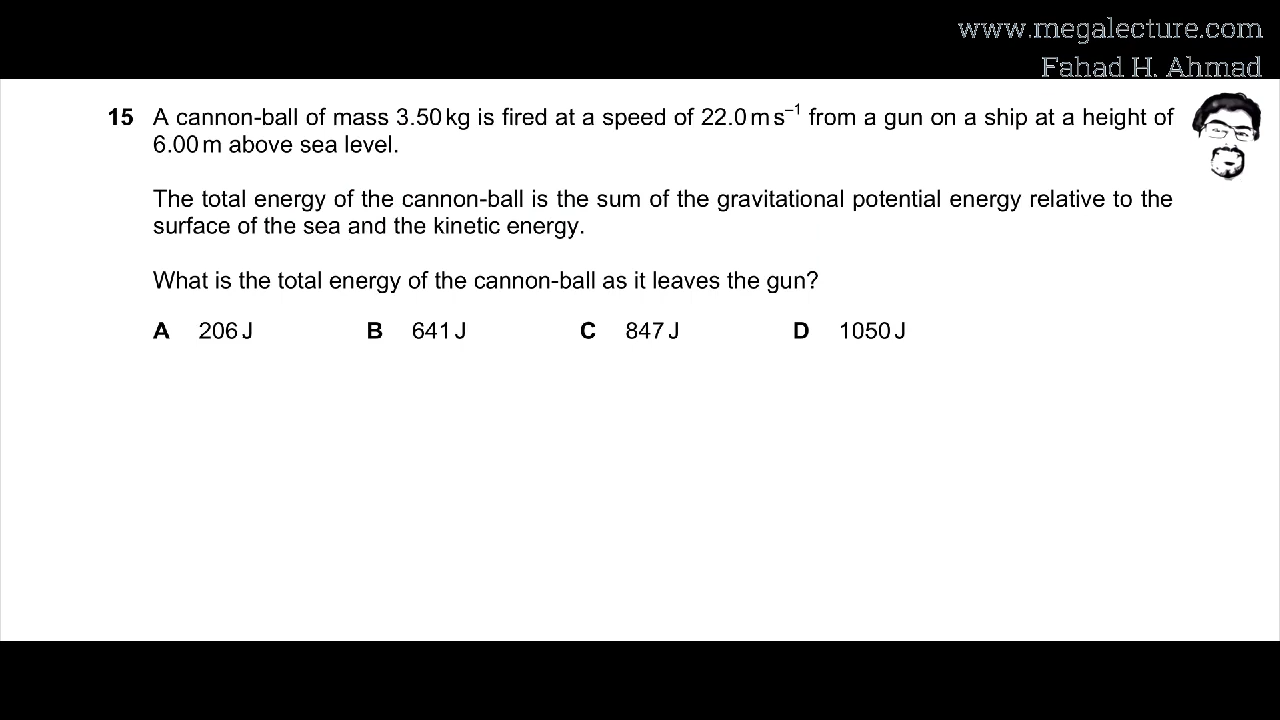 www.megalecture.com
Fahad H. Ahmad
15 A cannon-ball of mass 3.50 kg is fired at a speed of 22.0 m s⁻¹ from a gun on a ship at a height of
6.00 m above sea level.
The total energy of the cannon-ball is the sum of the gravitational potential energy relative to the
surface of the sea and the kinetic energy.
What is the total energy of the cannon-ball as it leaves the gun?
A 206 J B 641 J C 847 J D 1050 J